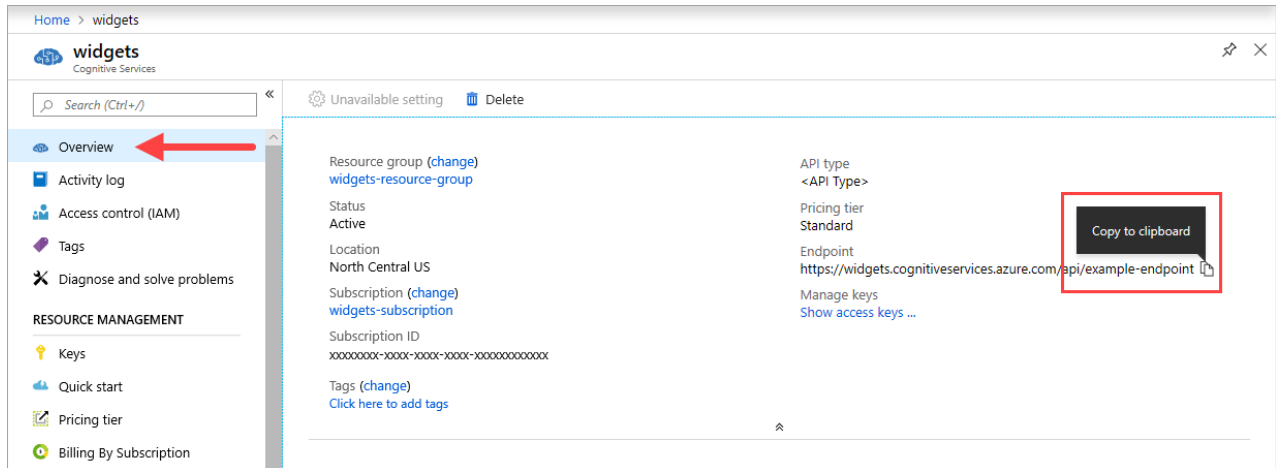 Home > widgets
widgets
Cognitive Services
Search (Ctrl+/)
«
Overview
Activity log
Access control (IAM)
Tags
Diagnose and solve problems
RESOURCE MANAGEMENT
Keys
Quick start
Pricing tier
Billing By Subscription
Unavailable setting
Delete
Resource group (change)
widgets-resource-group
Status
Active
Location
North Central US
Subscription (change)
widgets-subscription
Subscription ID
xxxxxxxx-xxxx-xxxx-xxxx-xxxxxxxxxxxx
Tags (change)
Click here to add tags
API type
<API Type>
Pricing tier
Standard
Copy to clipboard
Endpoint
https://widgets.cognitiveservices.azure.com/api/example-endpoint
Manage keys
Show access keys ...